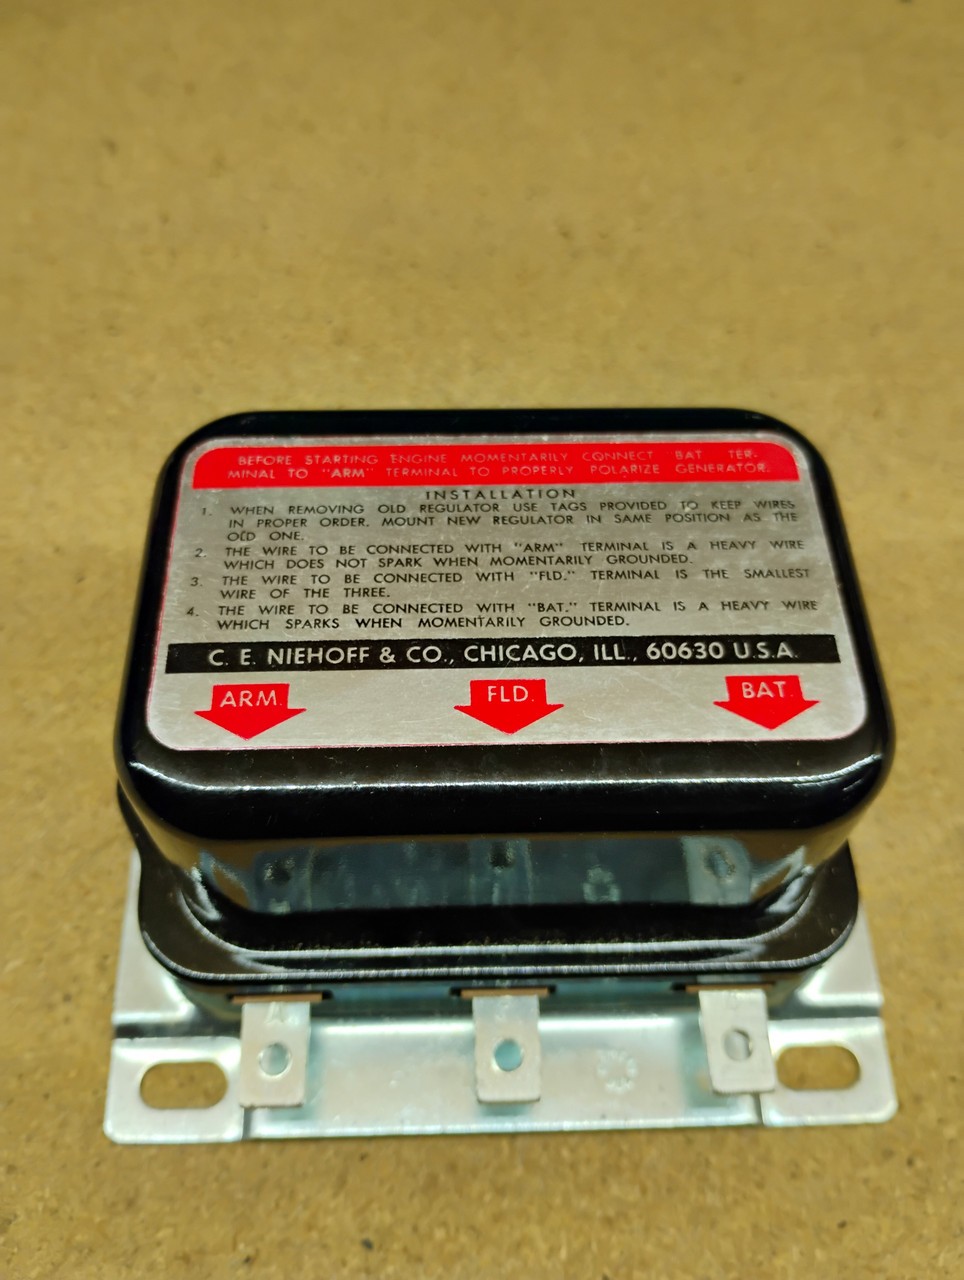 BEFORE STARTING ENGINE MOMENTARILY CONNECT BAT TER-
MINAL TO "ARM" TERMINAL TO PROPERLY POLARIZE GENERATOR.
INSTALLATION
1. WHEN REMOVING OLD REGULATOR USE TAGS PROVIDED TO KEEP WIRES
IN PROPER ORDER. MOUNT NEW REGULATOR IN SAME POSITION AS THE
OLD ONE.
2. THE WIRE TO BE CONNECTED WITH "ARM" TERMINAL IS A HEAVY WIRE
WHICH DOES NOT SPARK WHEN MOMENTARILY GROUNDED.
3. THE WIRE TO BE CONNECTED WITH "FLD." TERMINAL IS THE SMALLEST
WIRE OF THE THREE.
4. THE WIRE TO BE CONNECTED WITH "BAT." TERMINAL IS A HEAVY WIRE
WHICH SPARKS WHEN MOMENTARILY GROUNDED.
C. E. NIEHOFF & CO., CHICAGO, ILL., 60630 U.S.A.
ARM. FLD. BAT.